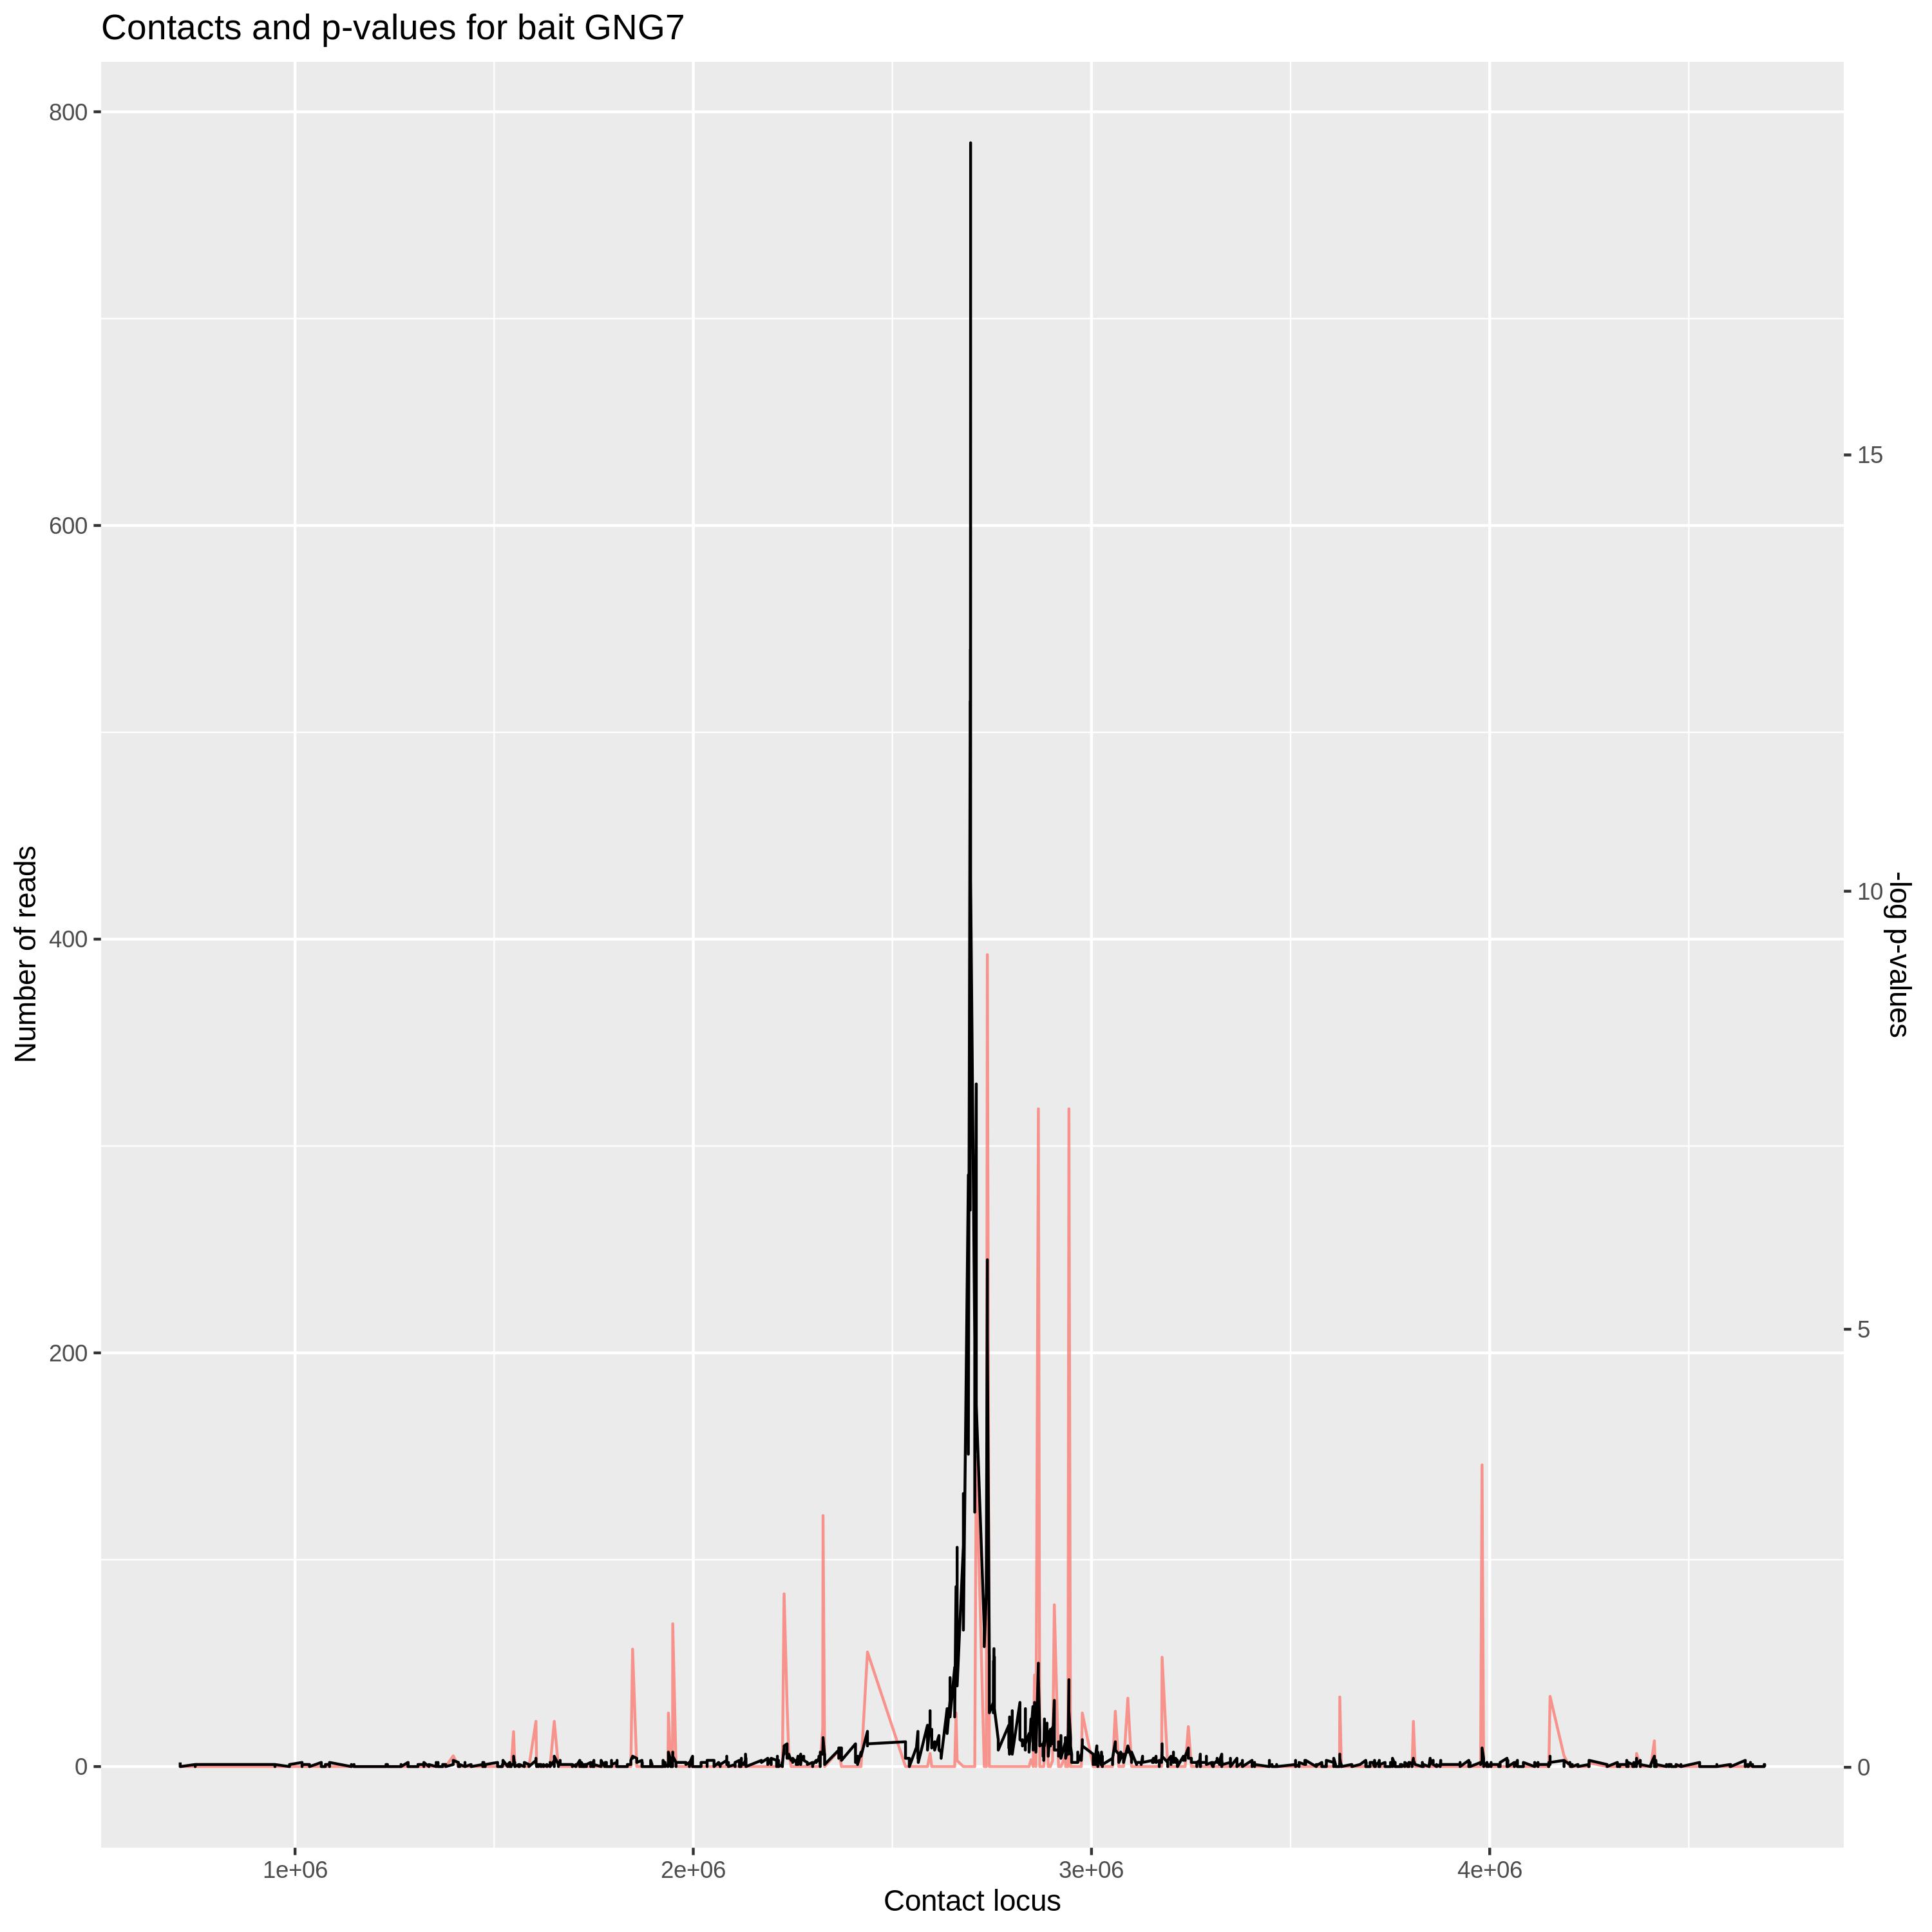 Contacts and p-values for bait GNG7
800
600
400
200
0
Number of reads
15
10
5
0
-log p-values
1e+06 2e+06 3e+06 4e+06
Contact locus